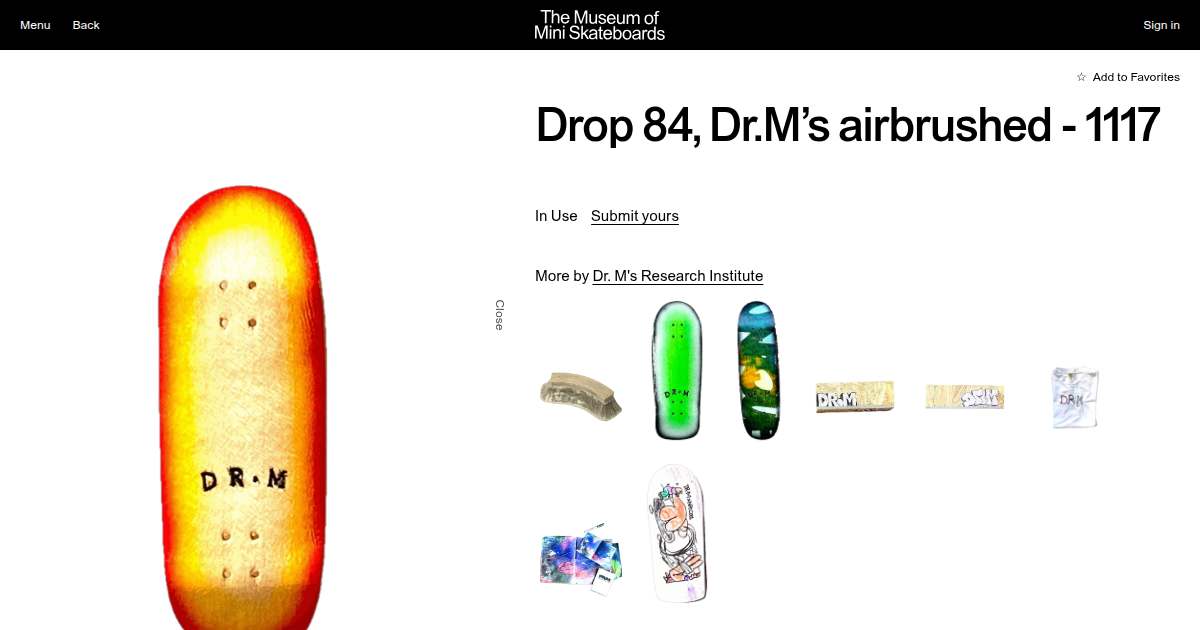 Menu
Back
The Museum of
Mini Skateboards
Sign in
☆ Add to Favorites
Drop 84, Dr.M’s airbrushed - 1117
In Use
Submit yours
More by Dr. M's Research Institute
Close
DR.M
DR.M
DR.M
DR.M